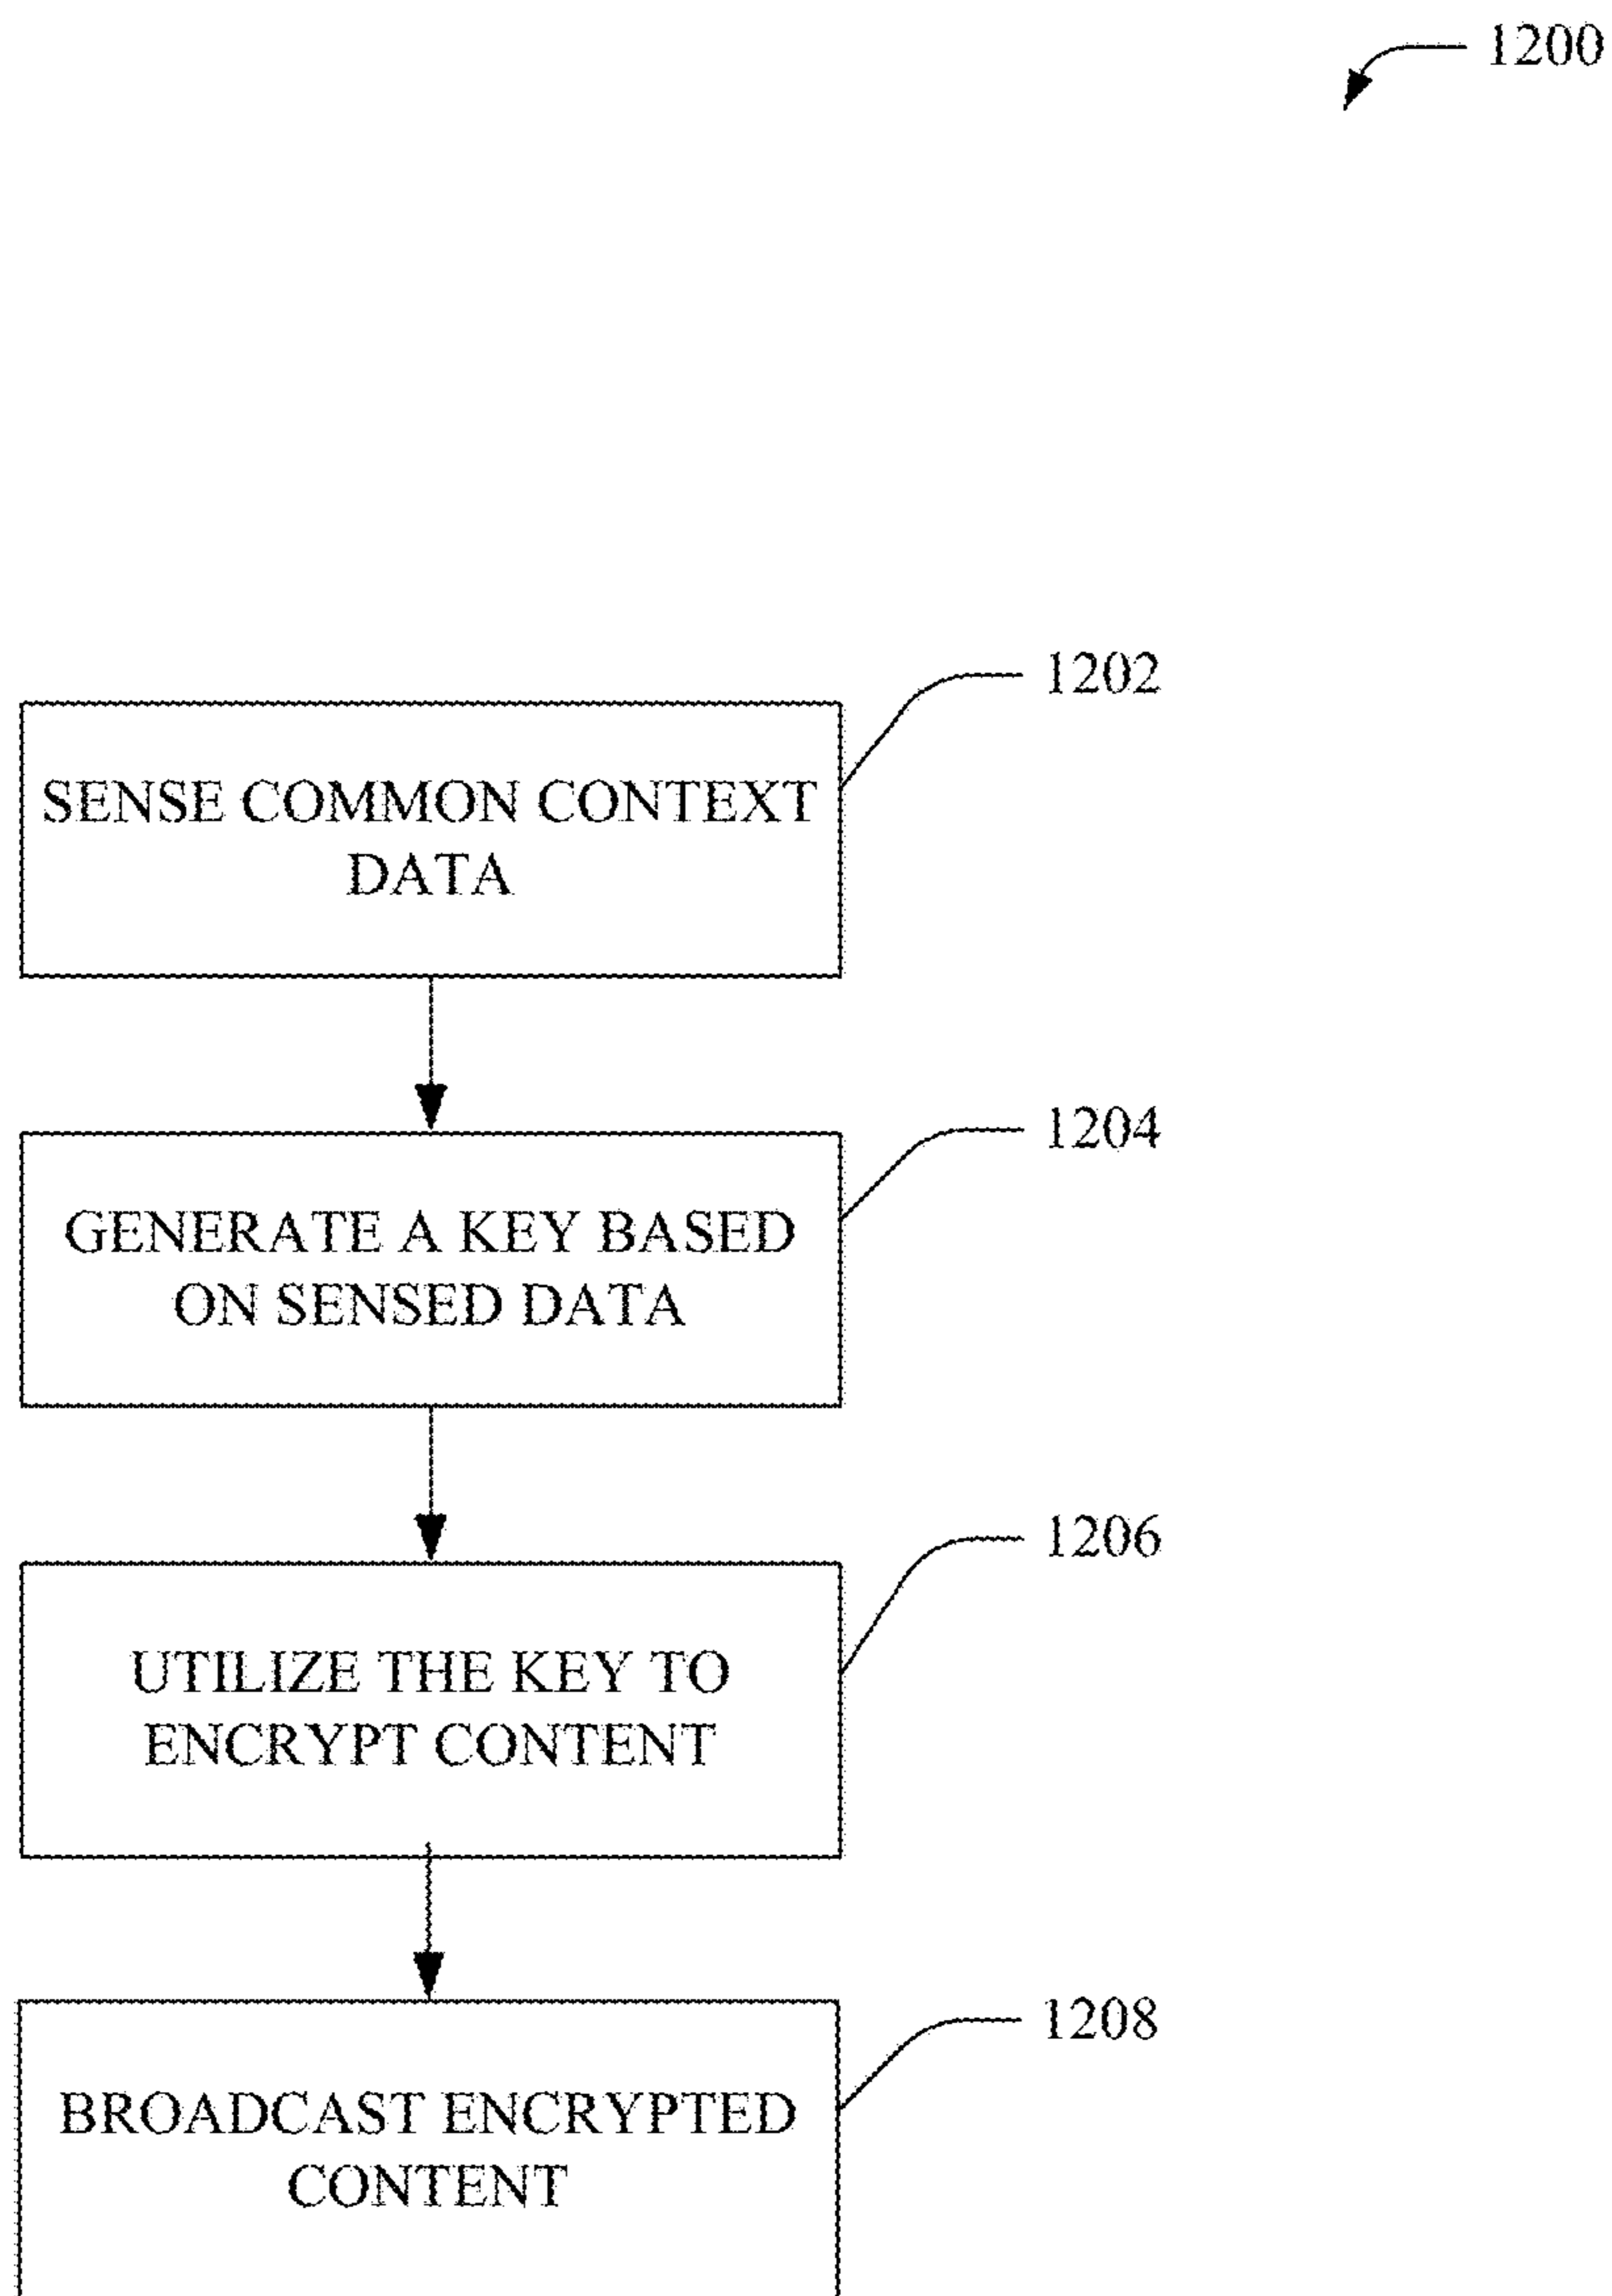 1200
1202
SENSE COMMON CONTEXT
DATA
1204
GENERATE A KEY BASED
ON SENSED DATA
1206
UTILIZE THE KEY TO
ENCRYPT CONTENT
1208
BROADCAST ENCRYPTED
CONTENT